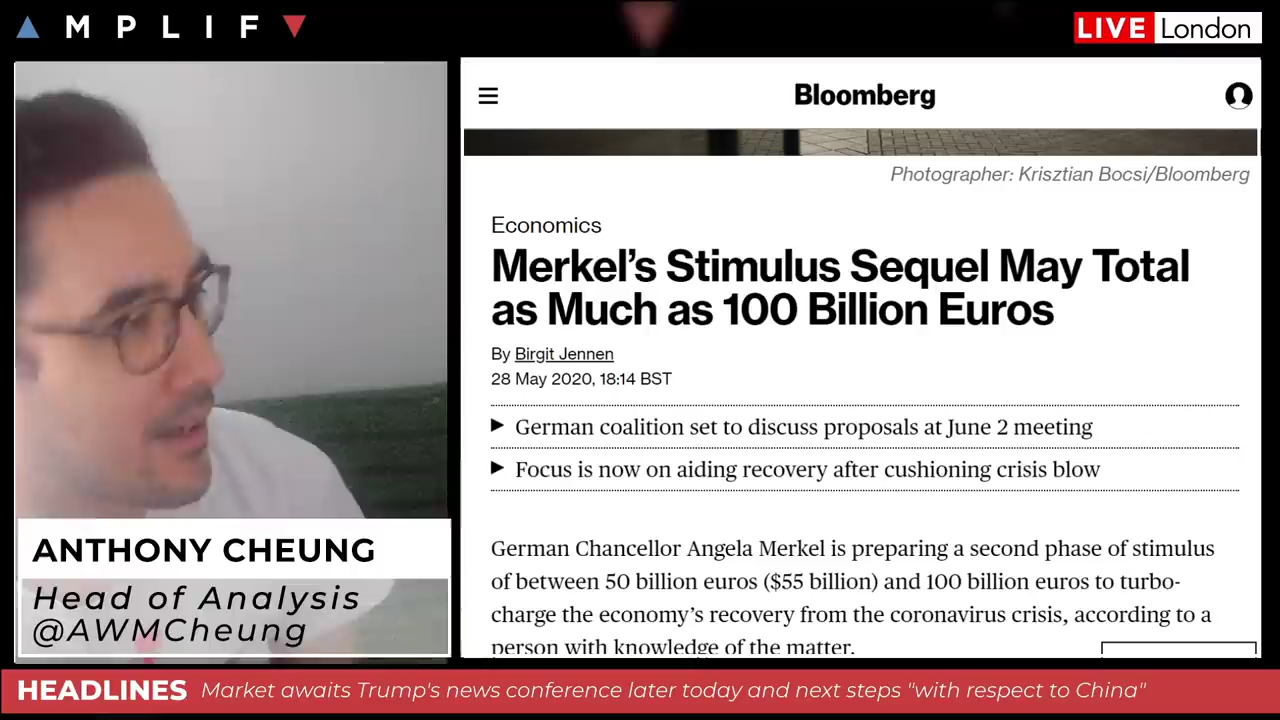 MPLIF
LIVE London
Bloomberg
Photographer: Krisztian Bocsi/Bloomberg
Economics
Merkel's Stimulus Sequel May Total
as Much as 100 Billion Euros
By Birgit Jennen
28 May 2020, 18:14 BST
German coalition set to discuss proposals at June 2 meeting
Focus is now on aiding recovery after cushioning crisis blow
German Chancellor Angela Merkel is preparing a second phase of stimulus
of between 50 billion euros ($55 billion) and 100 billion euros to turbo-
charge the economy's recovery from the coronavirus crisis, according to a
person with knowledge of the matter.
ANTHONY CHEUNG
Head of Analysis
@AWMCheung
HEADLINES Market awaits Trump's news conference later today and next steps "with respect to China"